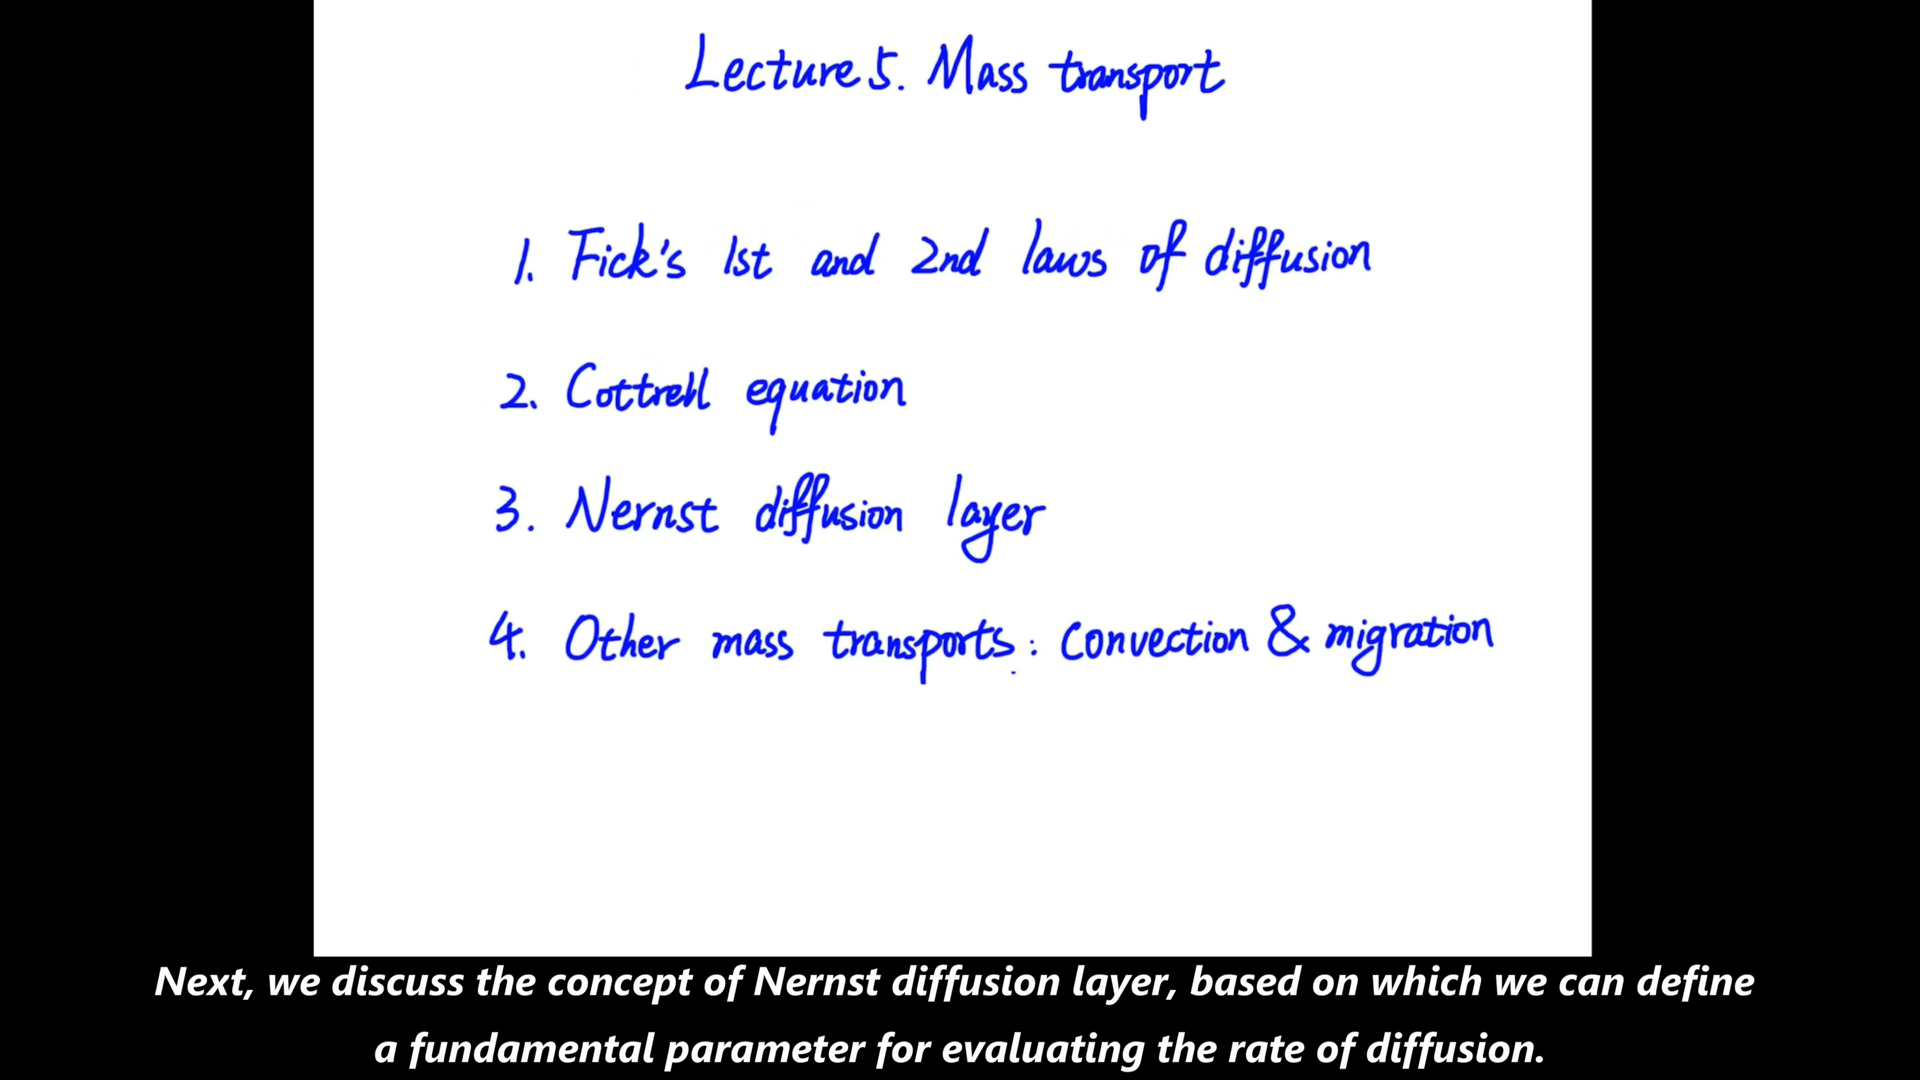 Lecture 5. Mass transport
1. Fick's 1st and 2nd laws of diffusion
2. Cottrell equation
3. Nernst diffusion layer
4. Other mass transports: convection & migration
Next, we discuss the concept of Nernst diffusion layer, based on which we can define
a fundamental parameter for evaluating the rate of diffusion.